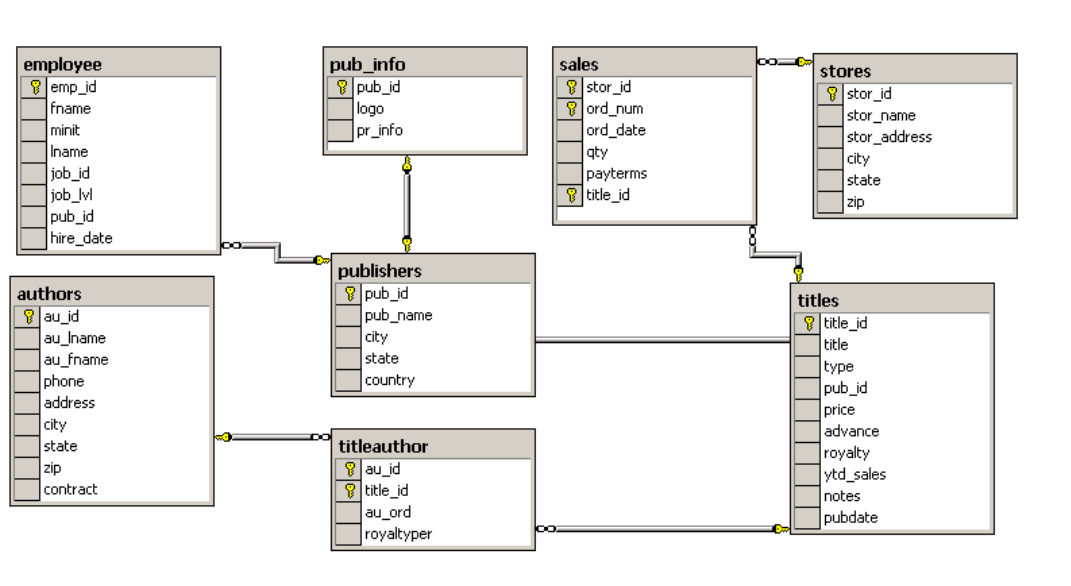 employee
emp_id
fname
minit
lname
job_id
job_lvl
pub_id
hire_date
pub_info
pub_id
logo
pr_info
sales
stor_id
ord_num
ord_date
qty
payterms
title_id
stores
stor_id
stor_name
stor_address
city
state
zip
authors
au_id
au_lname
au_fname
phone
address
city
state
zip
contract
publishers
pub_id
pub_name
city
state
country
titleauthor
au_id
title_id
au_ord
royaltyper
titles
title_id
title
type
pub_id
price
advance
royalty
ytd_sales
notes
pubdate